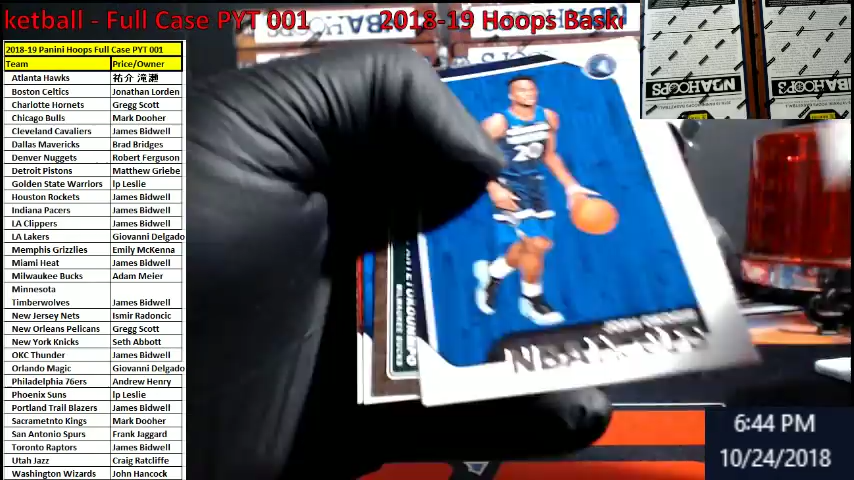 ketball - Full Case PYT 001 2018-19 Hoops Bask
2018-19 Panini Hoops Full Case PYT 001
Team Price/Owner
Atlanta Hawks
Boston Celtics Jonathan Lorden
Charlotte Hornets Gregg Scott
Chicago Bulls Mark Dooher
Cleveland Cavaliers James Bidwell
Dallas Mavericks Brad Bridges
Denver Nuggets Robert Ferguson
Detroit Pistons Matthew Griebe
Golden State Warriors lp Leslie
Houston Rockets James Bidwell
Indiana Pacers James Bidwell
LA Clippers James Bidwell
LA Lakers Giovanni Delgado
Memphis Grizzlies Emily McKenna
Miami Heat James Bidwell
Milwaukee Bucks Adam Meier
Minnesota
Timberwolves James Bidwell
New Jersey Nets Ismir Radoncic
New Orleans Pelicans Gregg Scott
New York Knicks Seth Abbott
OKC Thunder James Bidwell
Orlando Magic Giovanni Delgado
Philadelphia 76ers Andrew Henry
Phoenix Suns lp Leslie
Portland Trail Blazers James Bidwell
Sacrametnto Kings Mark Dooher
San Antonio Spurs Frank Jaggard
Toronto Raptors James Bidwell
Utah Jazz Craig Ratcliffe
Washington Wizards John Hancock
NBA HOOPS
NBA HOOPS
20
MILWAUKEE BUCKS
6:44 PM
10/24/2018